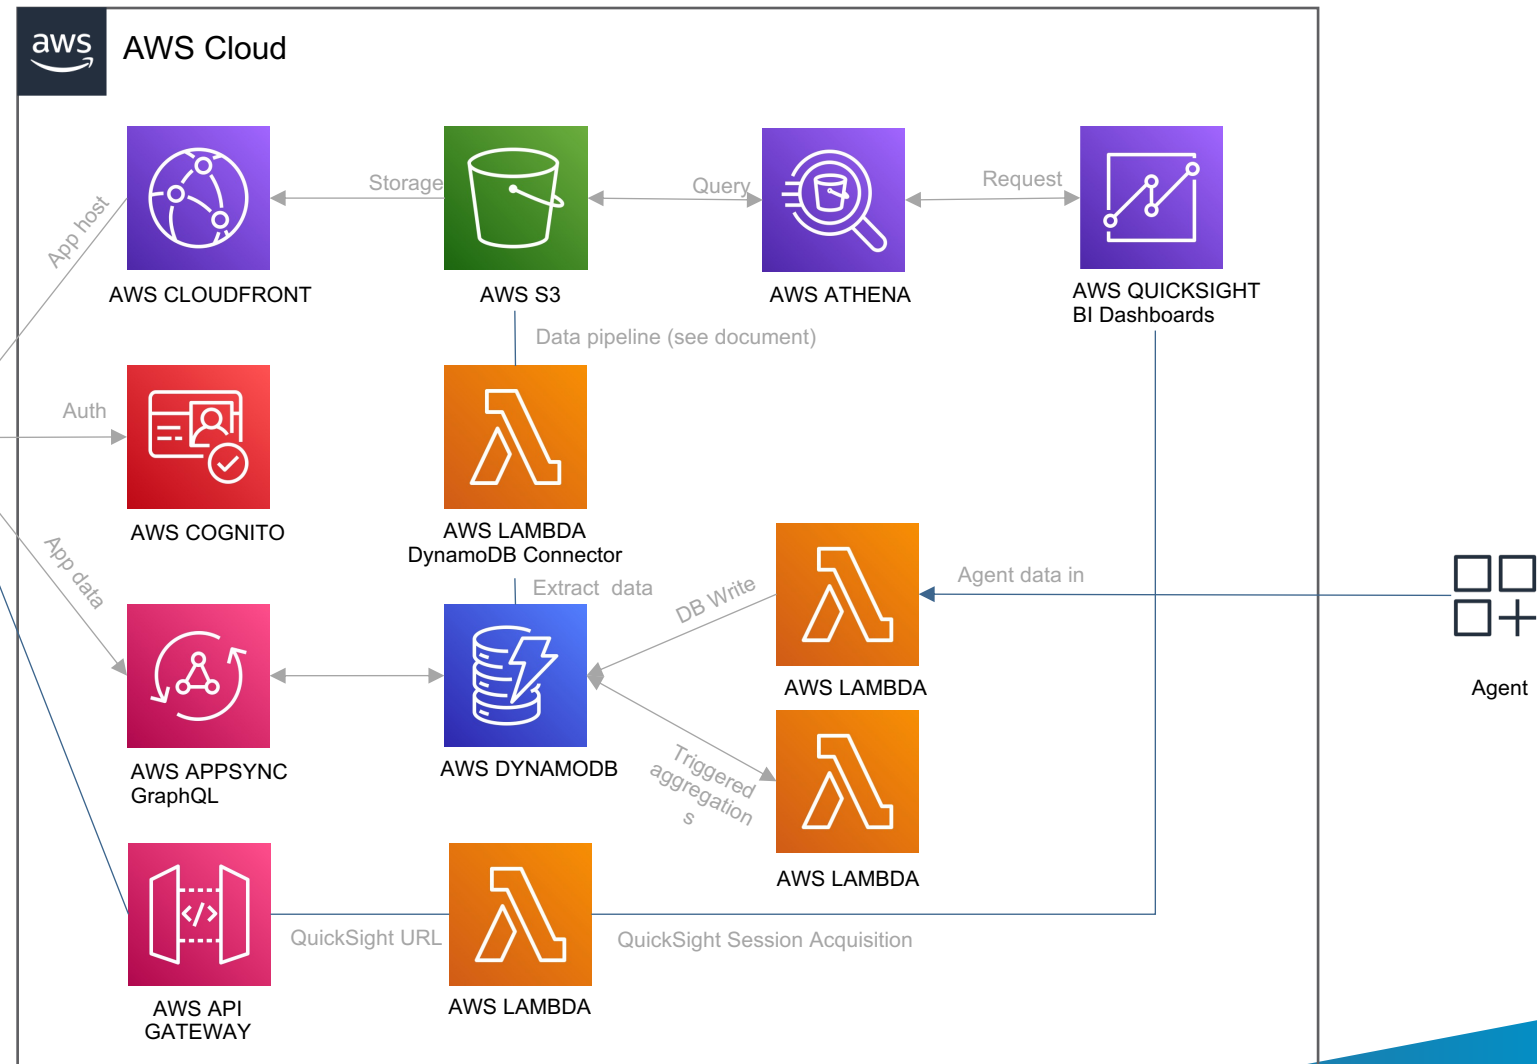 aws
AWS Cloud
App host
Storage
Query
Request
AWS CLOUDFRONT
AWS S3
AWS ATHENA
AWS QUICKSIGHT
BI Dashboards
Data pipeline (see document)
Auth
AWS COGNITO
AWS LAMBDA
DynamoDB Connector
App data
Extract data
DB Write
Agent data in
AWS LAMBDA
Agent
AWS APPSYNC
GraphQL
AWS DYNAMODB
Triggered
aggregation
s
AWS LAMBDA
</>
QuickSight URL
QuickSight Session Acquisition
AWS API
GATEWAY
AWS LAMBDA